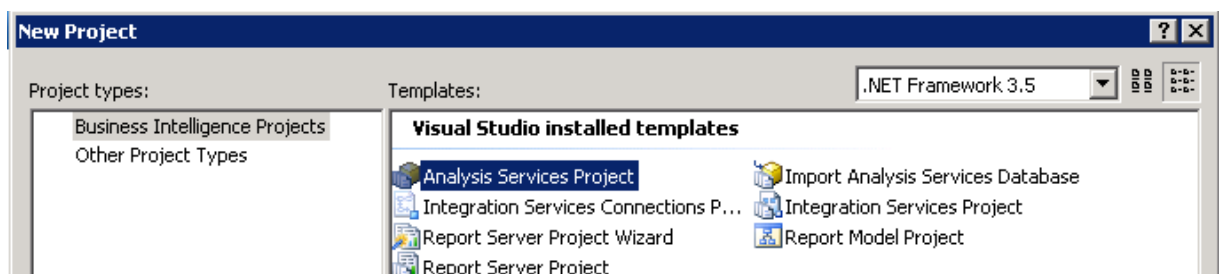 New Project
Project types:
Templates:
.NET Framework 3.5
Business Intelligence Projects
Other Project Types
Visual Studio installed templates
Analysis Services Project
Import Analysis Services Database
Integration Services Connections P...
Integration Services Project
Report Server Project Wizard
Report Model Project
Report Server Project